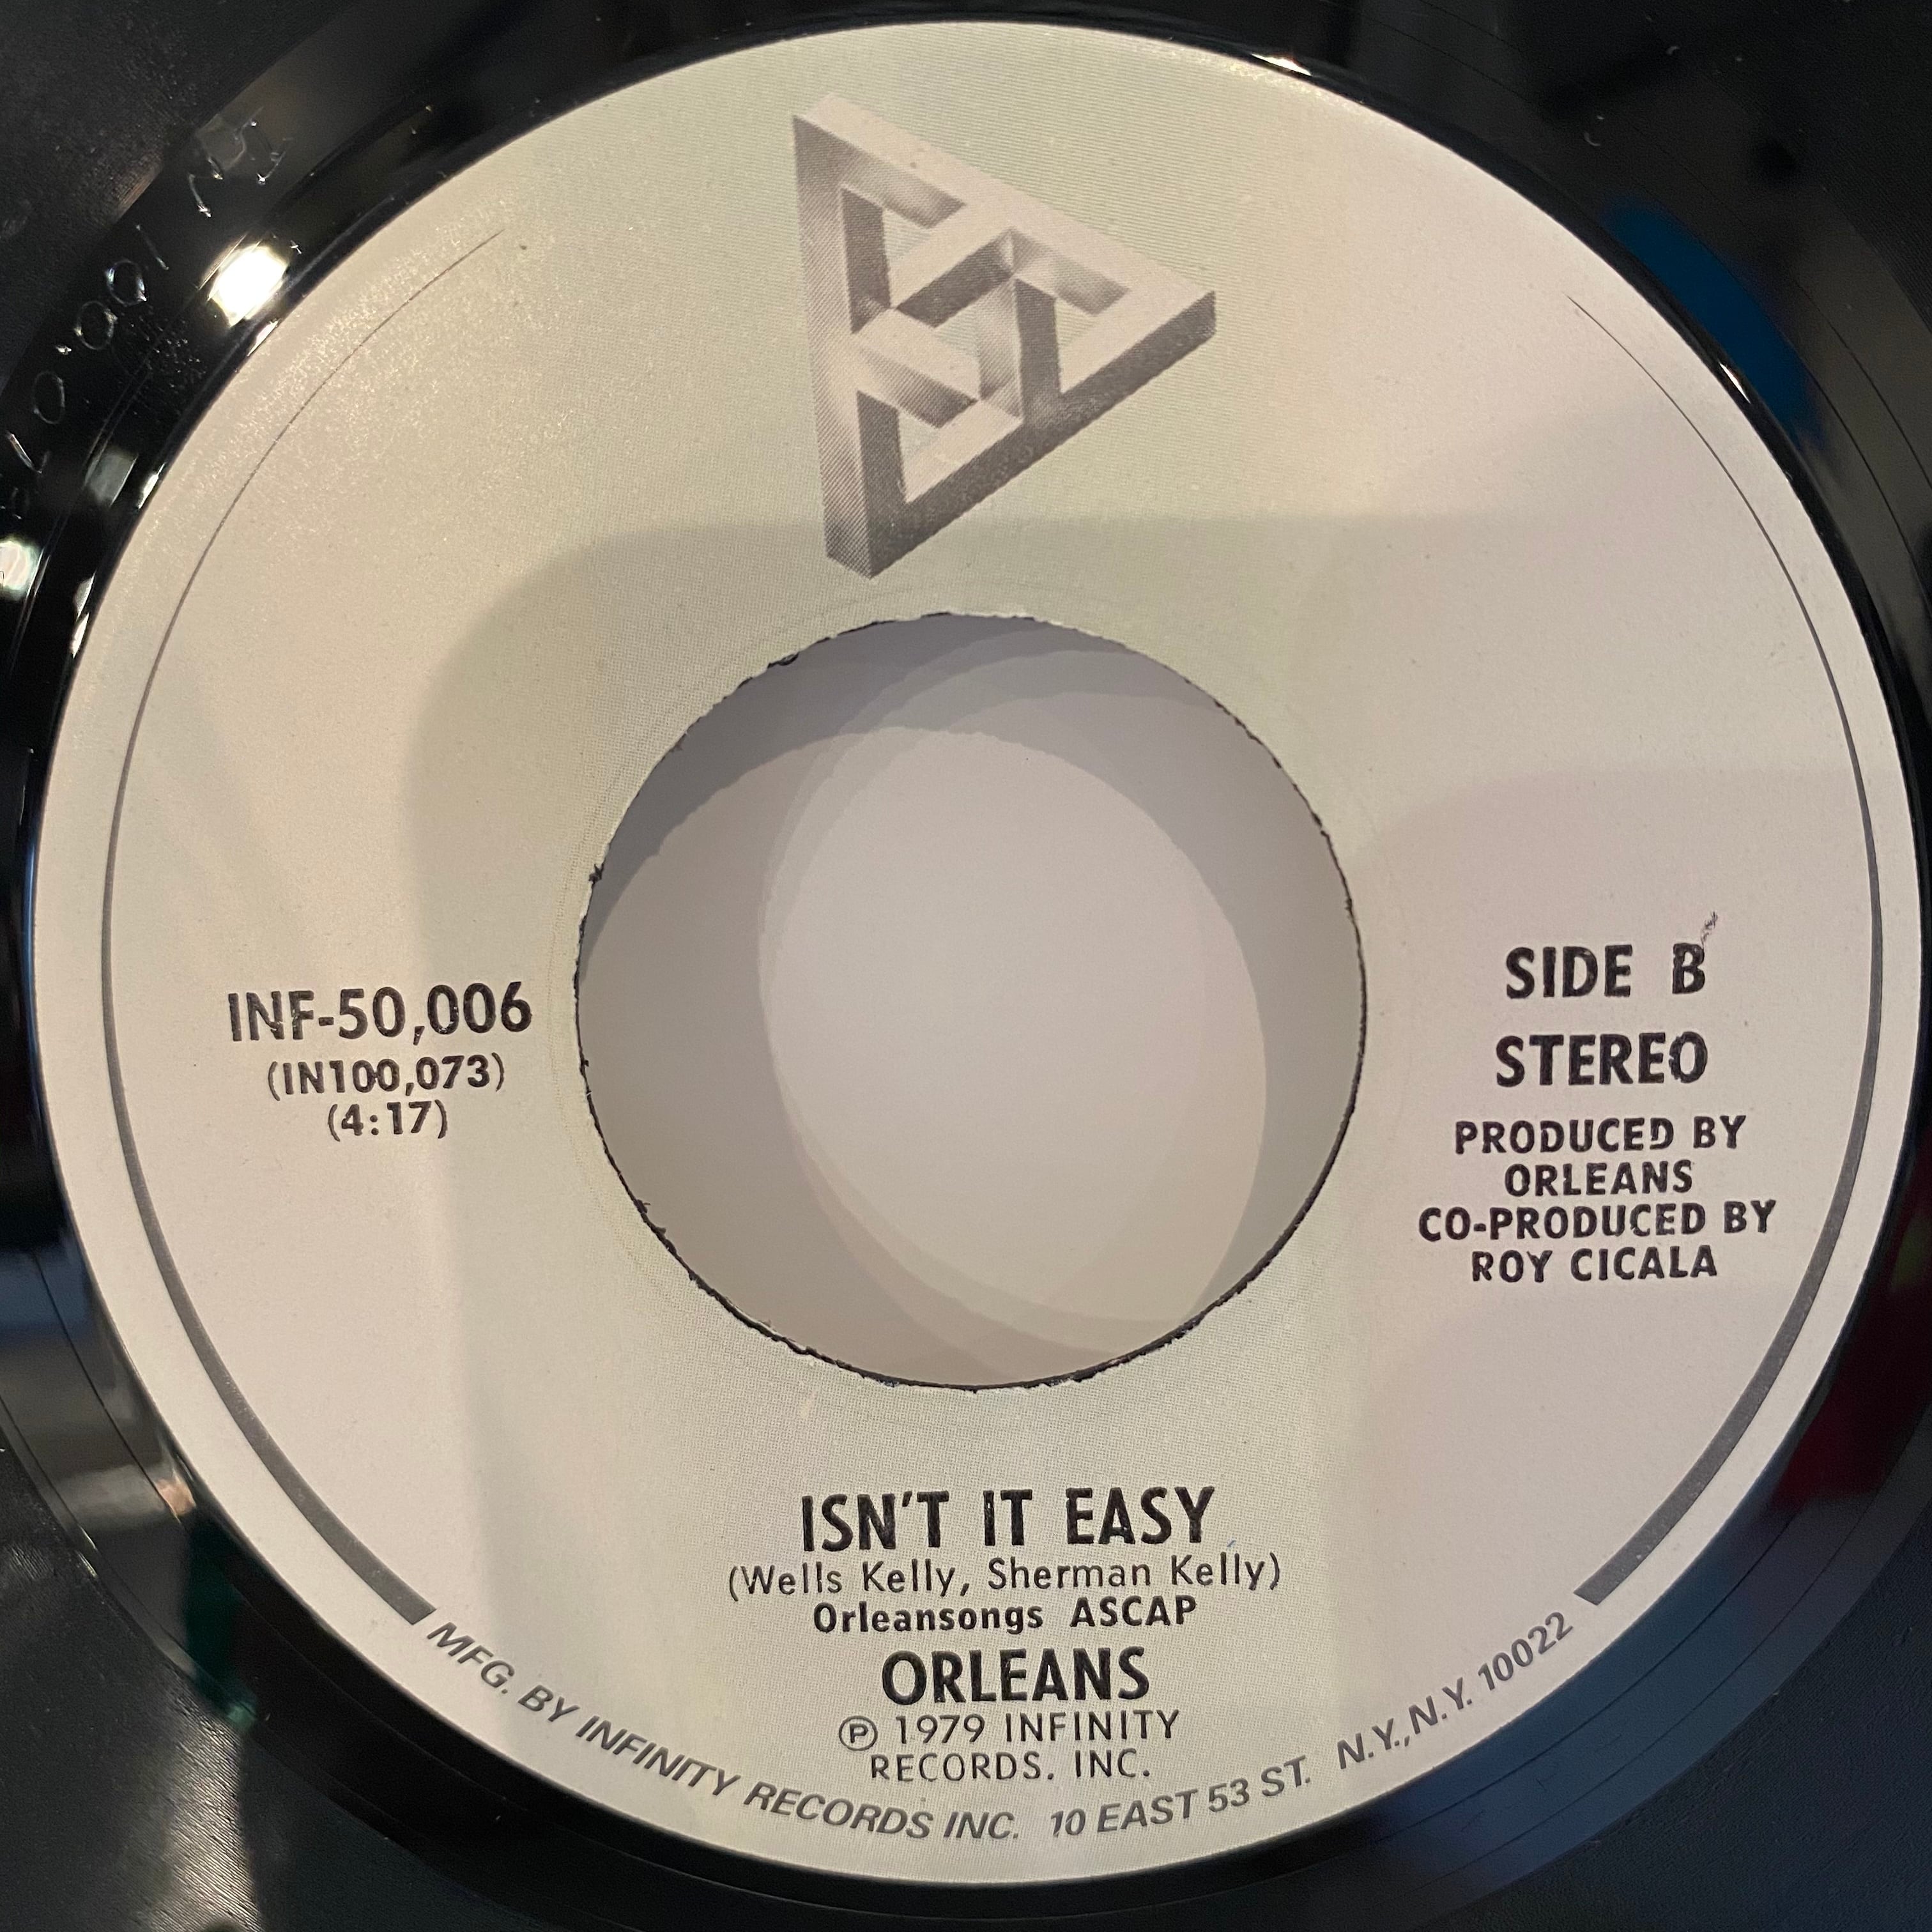 INF-50,006
(IN100,073)
(4:17)
SIDE B
STEREO
PRODUCED BY
ORLEANS
CO-PRODUCED BY
ROY CICALA
ISN'T IT EASY
(Wells Kelly, Sherman Kelly)
Orleansongs ASCAP
ORLEANS
Ⓟ 1979 INFINITY
RECORDS. INC.
MFG. BY INFINITY RECORDS INC. 10 EAST 53 ST. N.Y., N.Y. 10022